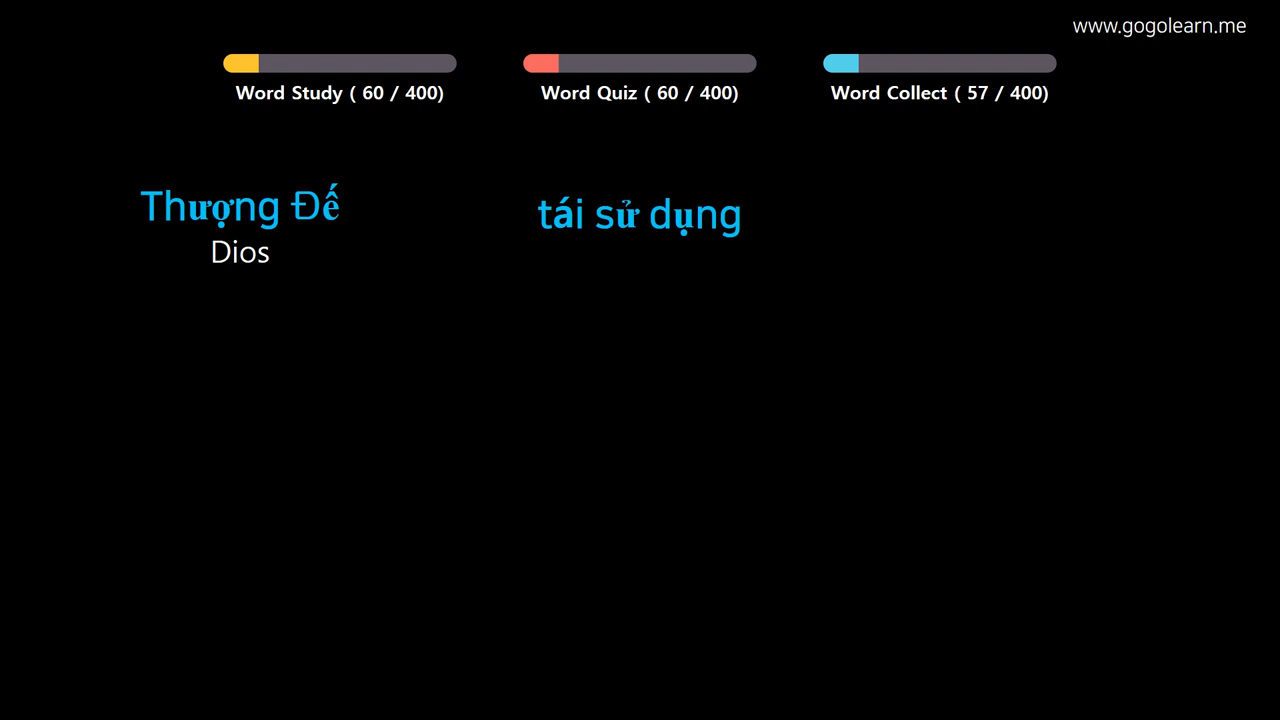 www.gogolearn.me
Word Study ( 60 / 400)
Word Quiz ( 60 / 400)
Word Collect ( 57 / 400)
Thượng Đế
Dios
tái sử dụng